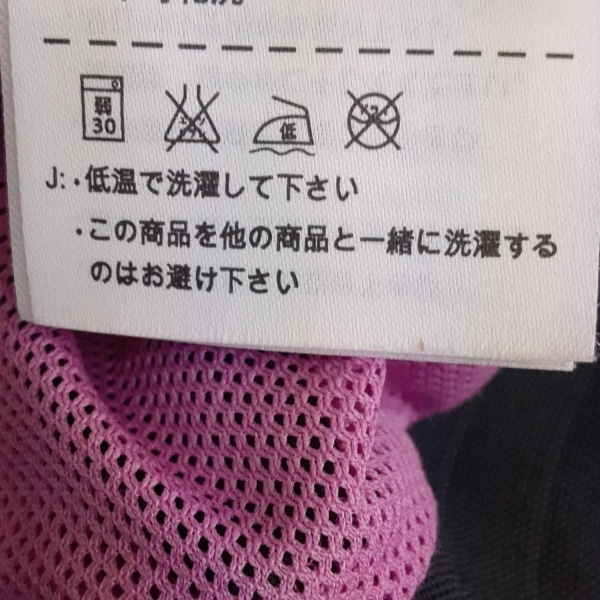 弱
30
低
J:・低温で洗濯して下さい
・この商品を他の商品と一緒に洗濯する
のはお避け下さい